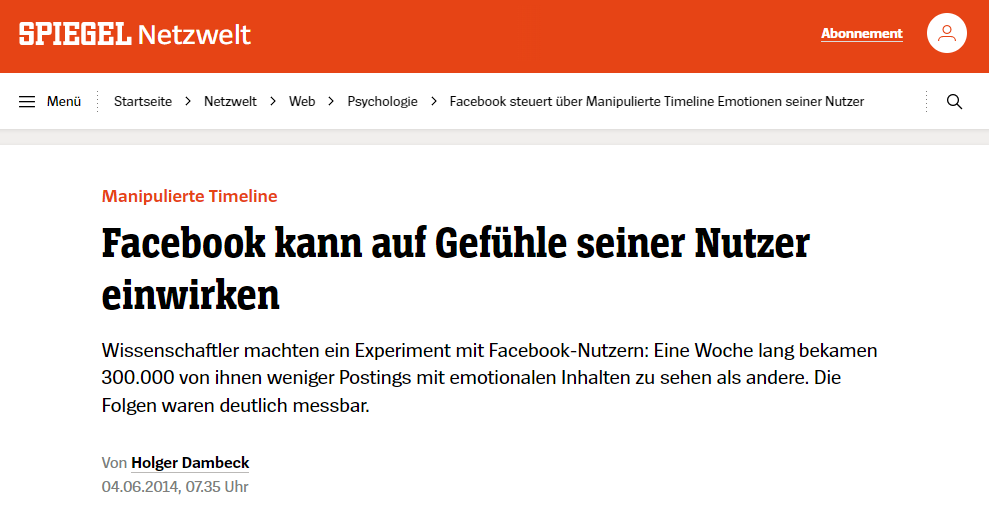 SPIEGEL Netzwelt
Abonnement
Menü
Startseite > Netzwelt > Web > Psychologie > Facebook steuert über Manipulierte Timeline Emotionen seiner Nutzer
Manipulierte Timeline
Facebook kann auf Gefühle seiner Nutzer
einwirken
Wissenschaftler machten ein Experiment mit Facebook-Nutzern: Eine Woche lang bekamen
300.000 von ihnen weniger Postings mit emotionalen Inhalten zu sehen als andere. Die
Folgen waren deutlich messbar.
Von Holger Dambeck
04.06.2014, 07.35 Uhr